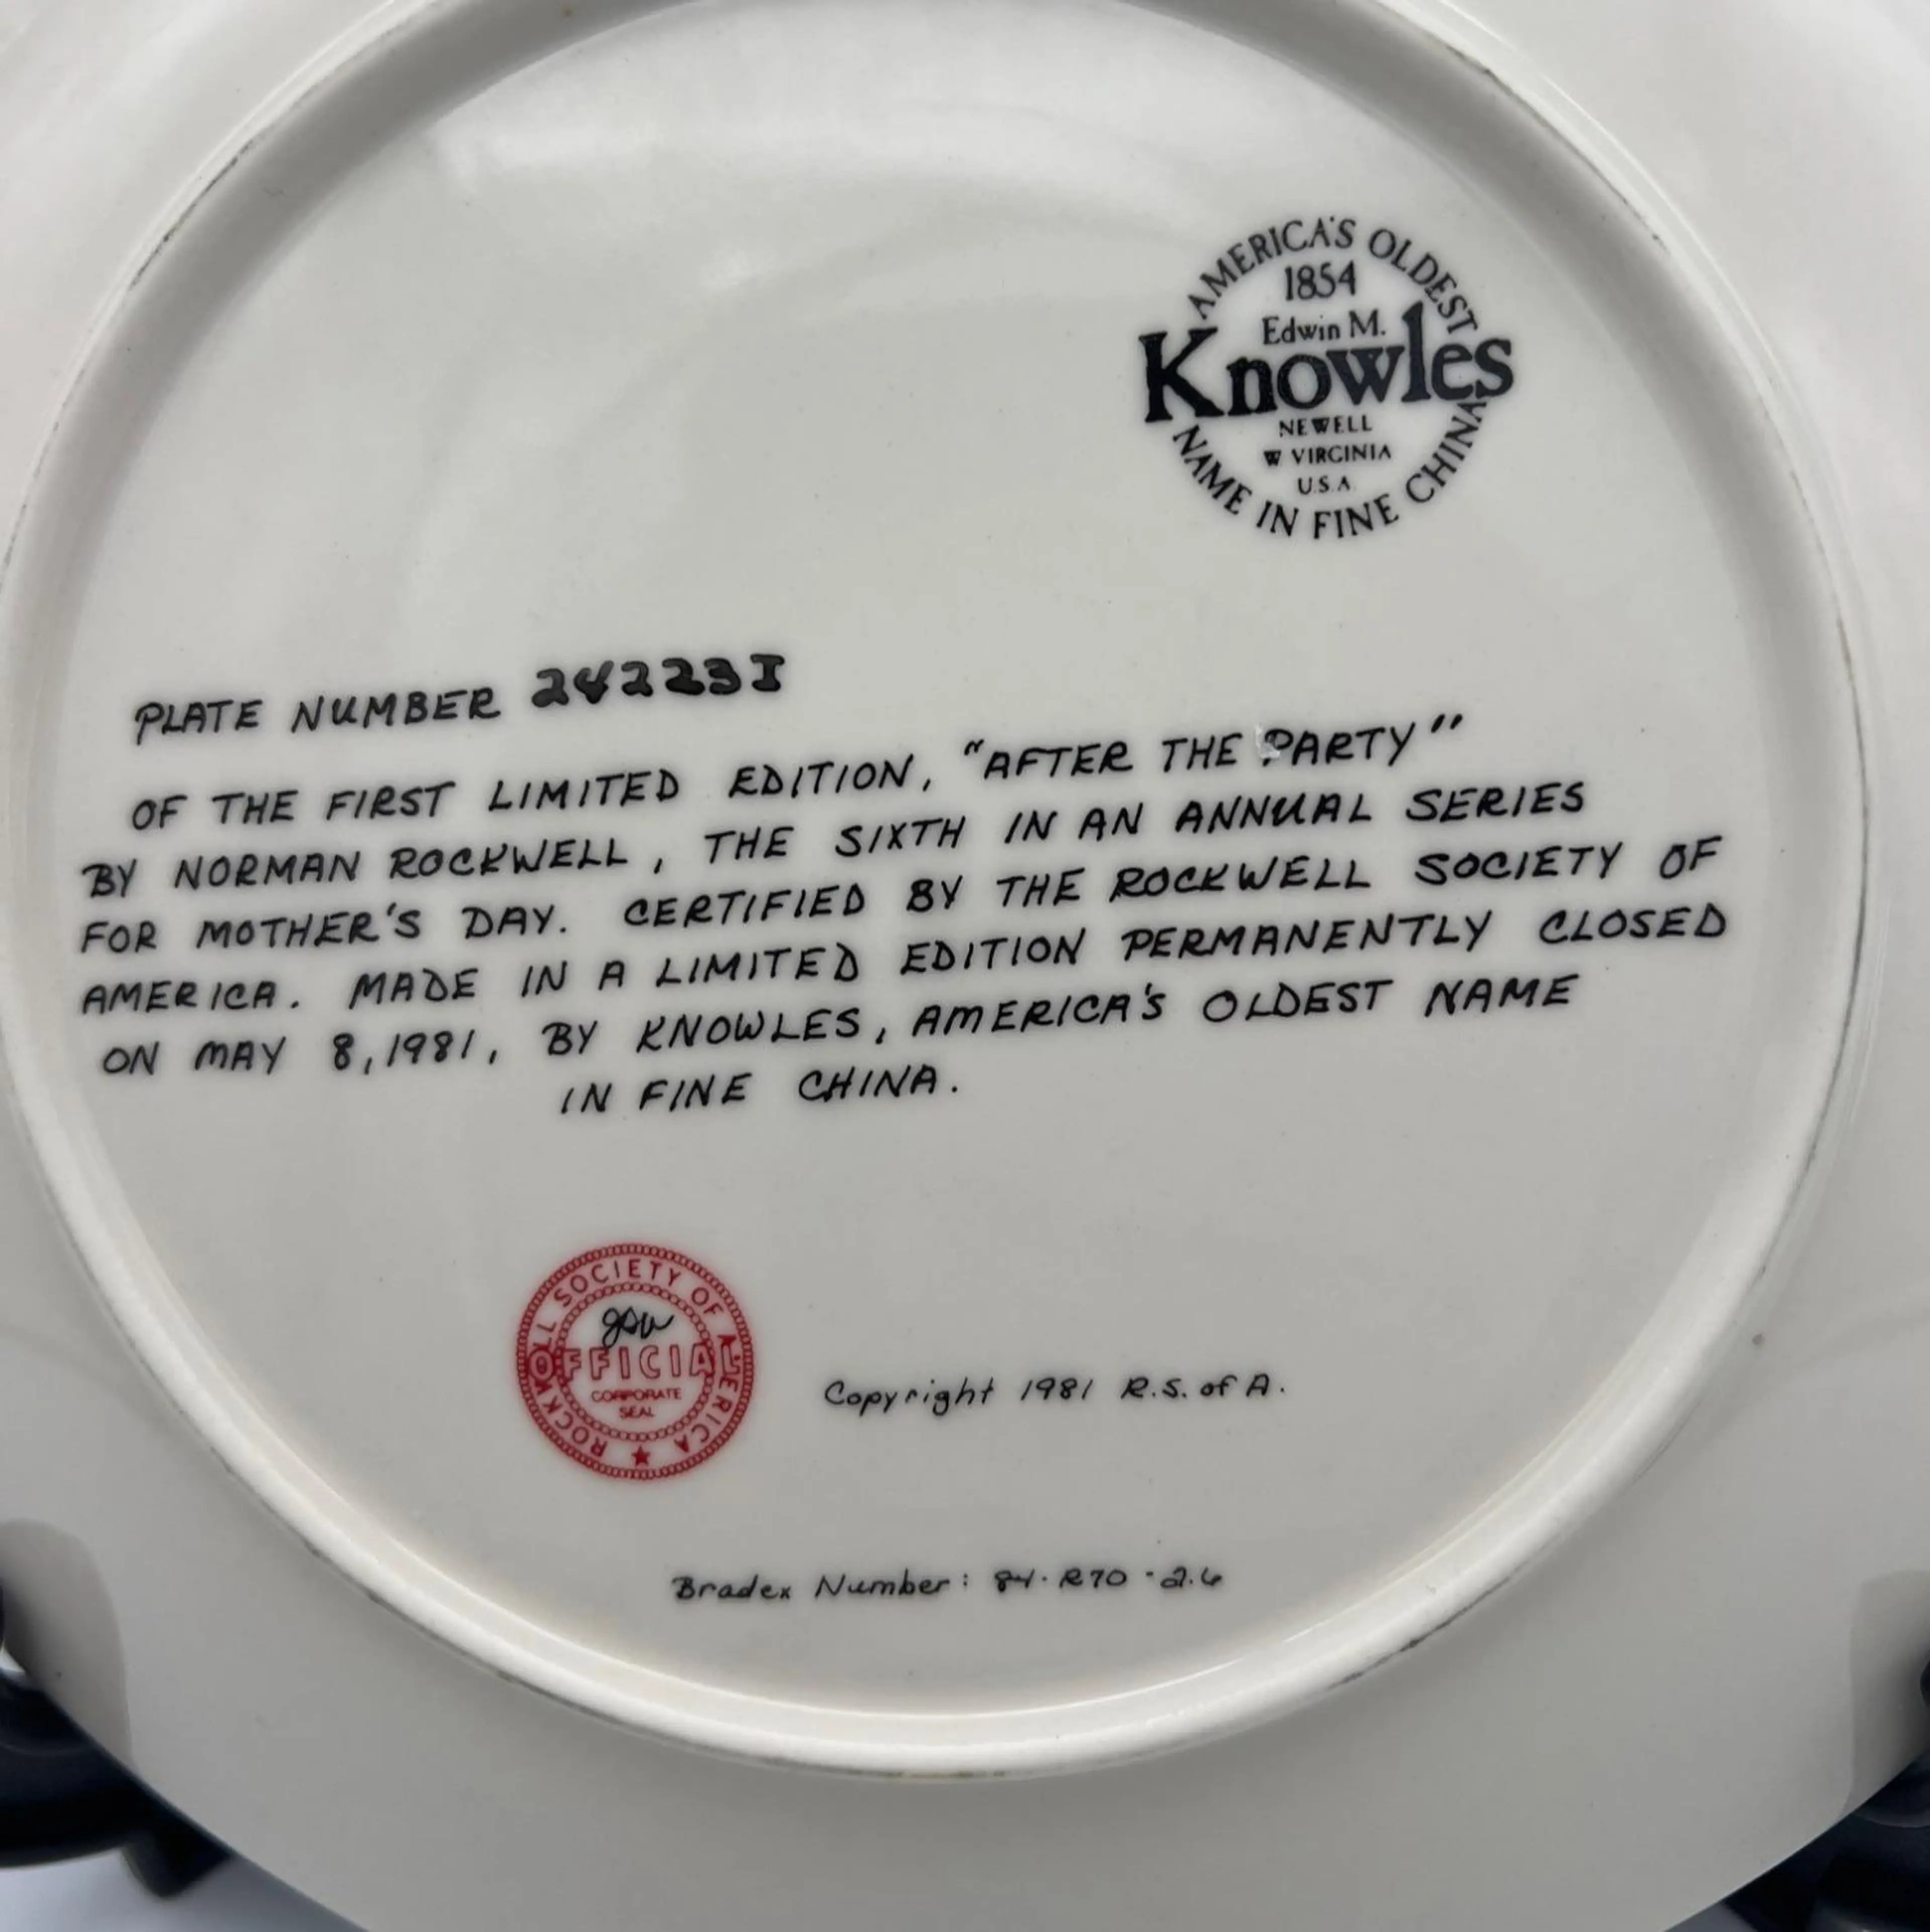 AMERICA'S OLDEST
1854
Edwin M.
Knowles
NEWELL
W VIRGINIA
U.S.A.
NAME IN FINE CHINA
PLATE NUMBER 24223I
OF THE FIRST LIMITED EDITION, "AFTER THE PARTY"
BY NORMAN ROCKWELL, THE SIXTH IN AN ANNUAL SERIES
FOR MOTHER'S DAY. CERTIFIED BY THE ROCKWELL SOCIETY OF
AMERICA. MADE IN A LIMITED EDITION PERMANENTLY CLOSED
ON MAY 8, 1981, BY KNOWLES, AMERICA'S OLDEST NAME
IN FINE CHINA.
ROCKWELL SOCIETY OF AMERICA
OFFICIAL
CORPORATE
SEAL
Copyright 1981 R.S. of A.
Bradex Number: 84-R70-2.6